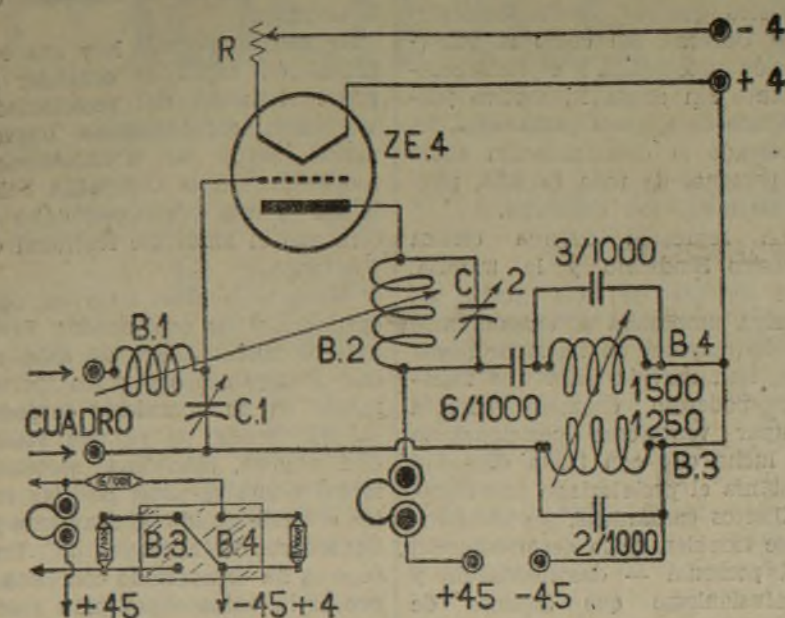 R
- 4
+ 4
ZE.4
3/1000
C 2
B.1
B.2
B.4
6/1000
1500
1250
C.1
CUADRO
B.3
2/1000
B.3. B.4.
+45 -45+4
+45 -45